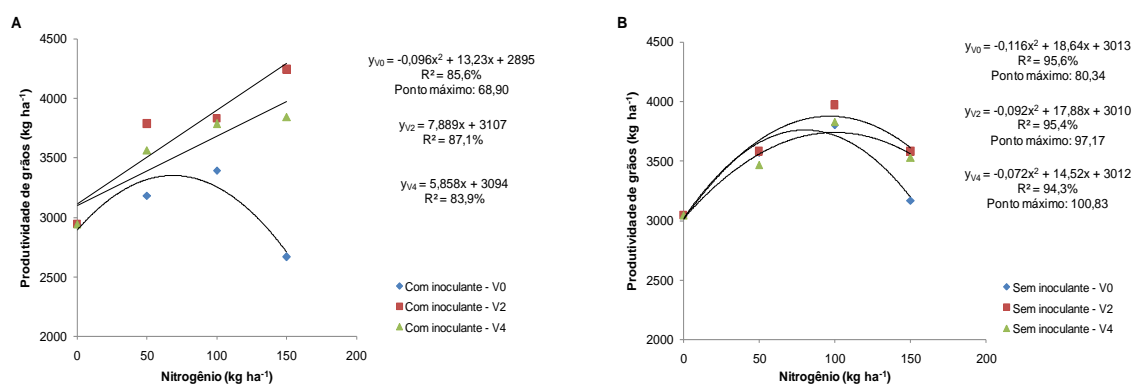 A
Produtividade de grãos (kg ha⁻¹)
4500
4000
3500
3000
2500
2000
0
50
100
150
200
Nitrogênio (kg ha⁻¹)
y_V0 = -0,096x² + 13,23x + 2895
R² = 85,6%
Ponto máximo: 68,90
y_V2 = 7,889x + 3107
R² = 87,1%
y_V4 = 5,858x + 3094
R² = 83,9%
Com inoculante - V0
Com inoculante - V2
Com inoculante - V4
B
Produtividade de grãos (kg ha⁻¹)
4500
4000
3500
3000
2500
2000
0
50
100
150
200
Nitrogênio (kg ha⁻¹)
y_V0 = -0,116x² + 18,64x + 3013
R² = 95,6%
Ponto máximo: 80,34
y_V2 = -0,092x² + 17,88x + 3010
R² = 95,4%
Ponto máximo: 97,17
y_V4 = -0,072x² + 14,52x + 3012
R² = 94,3%
Ponto máximo: 100,83
Sem inoculante - V0
Sem inoculante - V2
Sem inoculante - V4